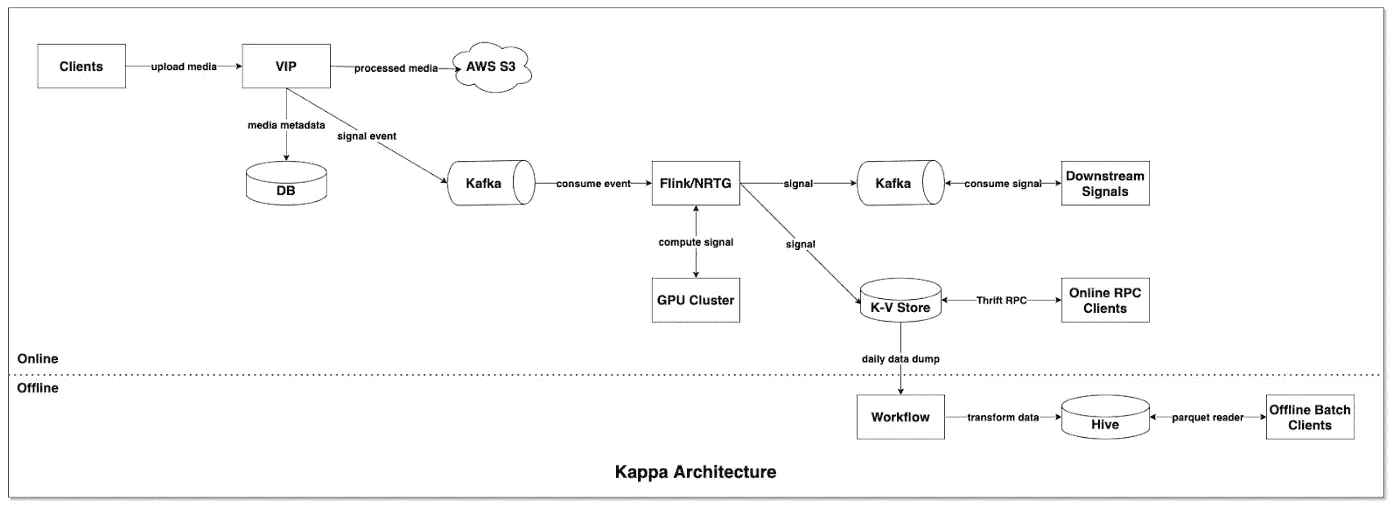 Clients
upload media
VIP
processed media
AWS S3
media metadata
signal event
DB
Kafka
consume event
Flink/NRTG
signal
Kafka
consume signal
Downstream
Signals
compute signal
signal
GPU Cluster
K-V Store
Thrift RPC
Online RPC
Clients
Online
daily data dump
Offline
Workflow
transform data
Hive
parquet reader
Offline Batch
Clients
Kappa Architecture